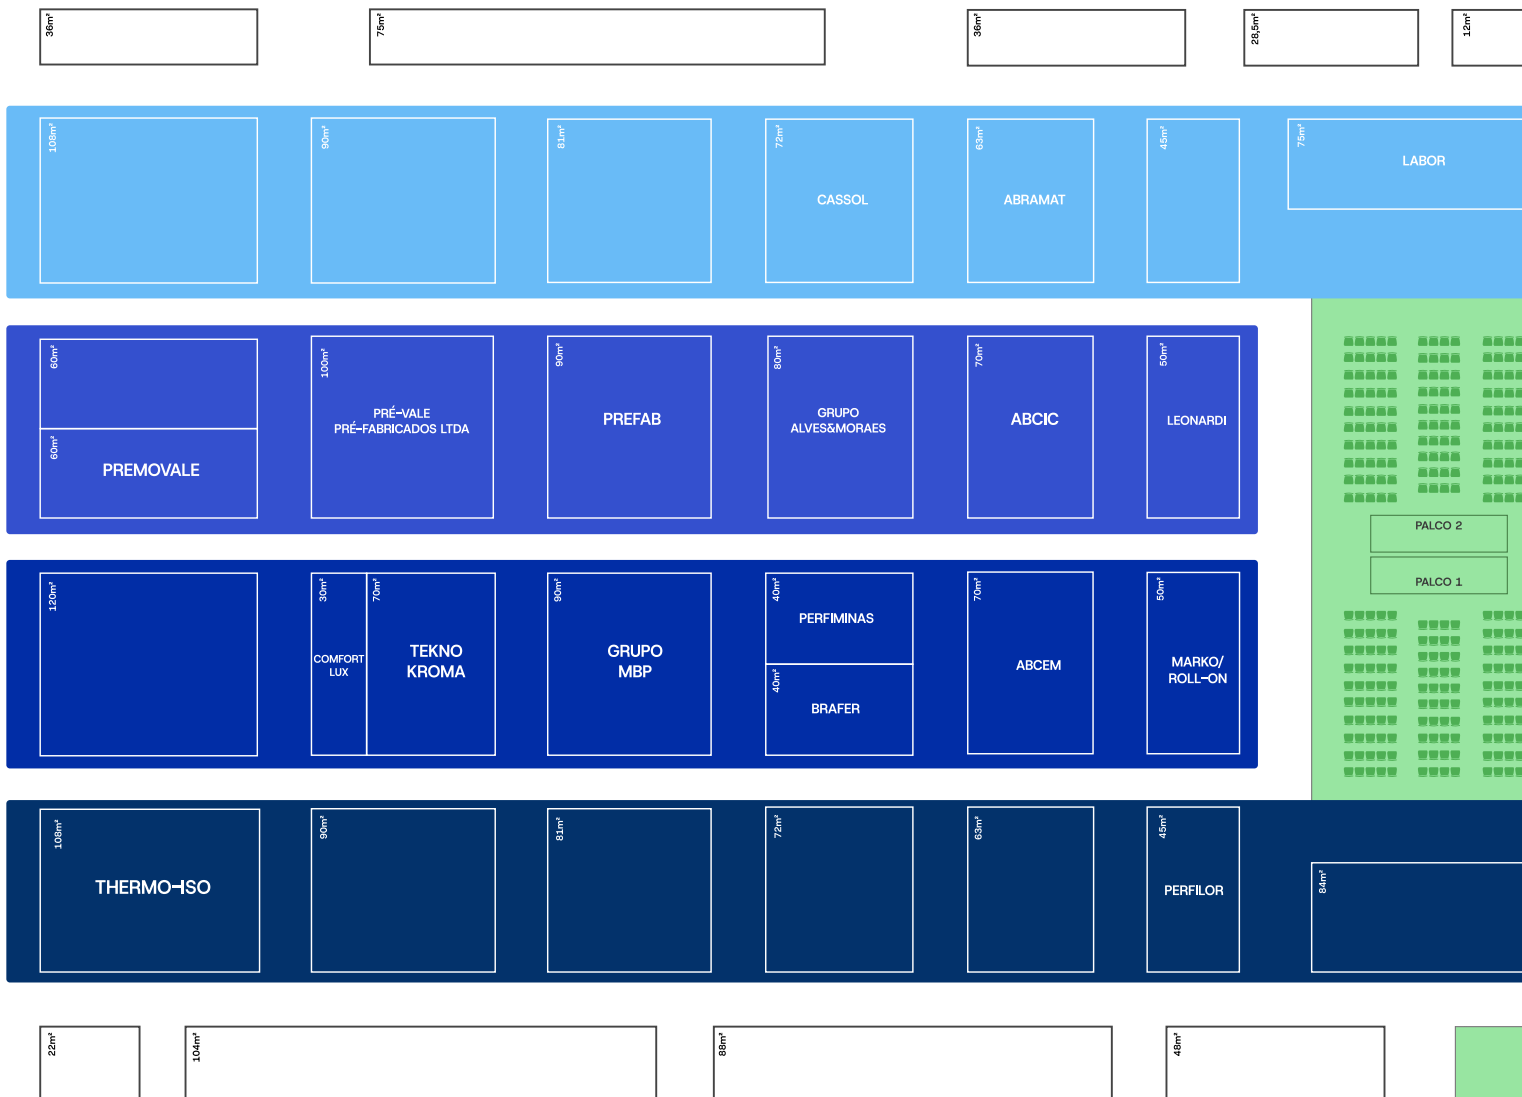 36m²
75m²
36m²
28,5m²
12m²
108m²
90m²
81m²
72m²
CASSOL
63m²
ABRAMAT
45m²
75m²
LABOR
60m²
60m²
PREMOVALE
100m²
PRÉ-VALE
PRÉ-FABRICADOS LTDA
90m²
PREFAB
80m²
GRUPO
ALVES&MORAES
70m²
ABCIC
50m²
LEONARDI
PALCO 2
PALCO 1
120m²
30m²
COMFORT
LUX
70m²
TEKNO
KROMA
90m²
GRUPO
MBP
40m²
PERFIMINAS
40m²
BRAFER
70m²
ABCEM
50m²
MARKO/
ROLL-ON
108m²
THERMO-ISO
90m²
81m²
72m²
63m²
45m²
PERFILOR
84m²
22m²
104m²
88m²
48m²